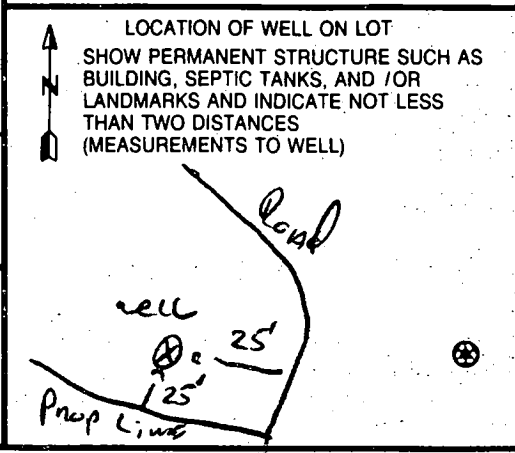 LOCATION OF WELL ON LOT
SHOW PERMANENT STRUCTURE SUCH AS
BUILDING, SEPTIC TANKS, AND / OR
LANDMARKS AND INDICATE NOT LESS
THAN TWO DISTANCES
(MEASUREMENTS TO WELL)
N
Road
well
25'
25'
Prop Line